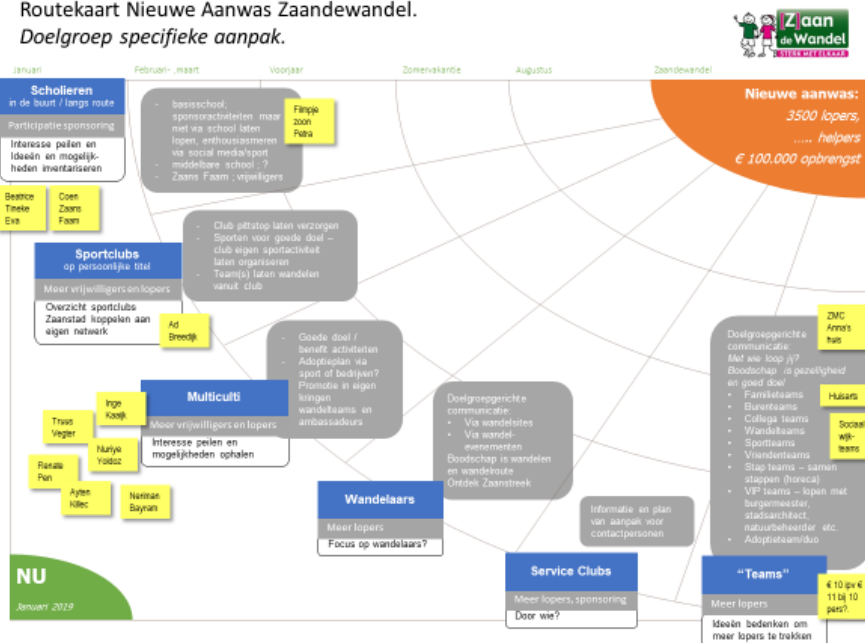 Routekaart Nieuwe Aanwas Zaandewandel.
Doelgroep specifieke aanpak.
[Z]aan
de Wandel
STERK MET ELKAAR
Januari
Februari- ,maart
Voorjaar
Zomervakantie
Augustus
Zaandewandel
Scholieren
in de buurt / langs route
Participatie sponsoring
Interesse peilen en
Ideeën en mogelijk-
heden inventariseren
- basisschool;
sponsoractiviteiten maar
niet via school laten
lopen, enthousiasmeren
via social media/sport
- middelbare school ; ?
- Zaans Faam ; vrijwilligers
Filmpje
zoon
Petra
Nieuwe aanwas:
3500 lopers,
….. helpers
€ 100.000 opbrengst
Beatrice
Tineke
Eva
Coen
Zaans
Faam
Sportclubs
op persoonlijke titel
Meer vrijwilligers en lopers
Overzicht sportclubs
Zaanstad koppelen aan
eigen netwerk
- Club pittstop laten verzorgen
- Sporten voor goede doel –
club eigen sportactiviteit
laten organiseren
- Team(s) laten wandelen
vanuit club
Ad
Breedijk
Multiculti
Meer vrijwilligers en lopers
Interesse peilen en
mogelijkheden ophalen
- Goede doel /
benefit activiteiten
- Adoptieplan via
sport of bedrijven?
- Promotie in eigen
kringen
- wandelteams en
ambassadeurs
Inge
Kaaijk
Truus
Vegter
Nuriye
Renate
Pen
Ayten
Kilec
Neriman
Bayram
Wandelaars
Meer lopers
Focus op wandelaars?
Doelgroepgerichte
communicatie:
• Via wandelsites
• Via wandel-
evenementen
Boodschap is wandelen
en wandelroute
Ontdek Zaanstreek
Service Clubs
Meer lopers, sponsoring
Door wie?
Informatie en plan
van aanpak voor
contactpersonen
"Teams"
Meer lopers
Ideeën bedenken om
meer lopers te trekken
Doelgroepgerichte
communicatie:
Met wie loop jij?
Boodschap is gezelligheid
en goed doel
• Familieteams
• Burenteams
• Collega teams
• Wandelteams
• Sportteams
• Vriendenteams
• Stap teams – samen
stappen (horeca)
• VIP teams – lopen met
burgermeester,
stadsarchitect,
natuurbeheerder etc.
• Adoptieteam/duo
ZMC
Anna's
huis
Huisarts
Sociaal
wijk-
teams
€ 10 ipv €
11 bij 10
pers?
NU
Januari 2019